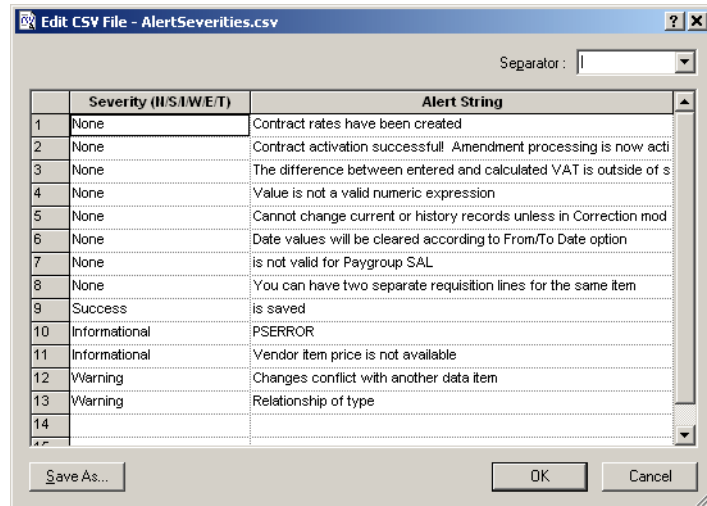 Edit CSV File - AlertSeverities.csv
Separator :
Severity (N/S/I/W/E/T) Alert String
1 None Contract rates have been created
2 None Contract activation successful! Amendment processing is now acti
3 None The difference between entered and calculated VAT is outside of s
4 None Value is not a valid numeric expression
5 None Cannot change current or history records unless in Correction mod
6 None Date values will be cleared according to From/To Date option
7 None is not valid for Paygroup SAL
8 None You can have two separate requisition lines for the same item
9 Success is saved
10 Informational PSERROR
11 Informational Vendor item price is not available
12 Warning Changes conflict with another data item
13 Warning Relationship of type
14
Save As... OK Cancel